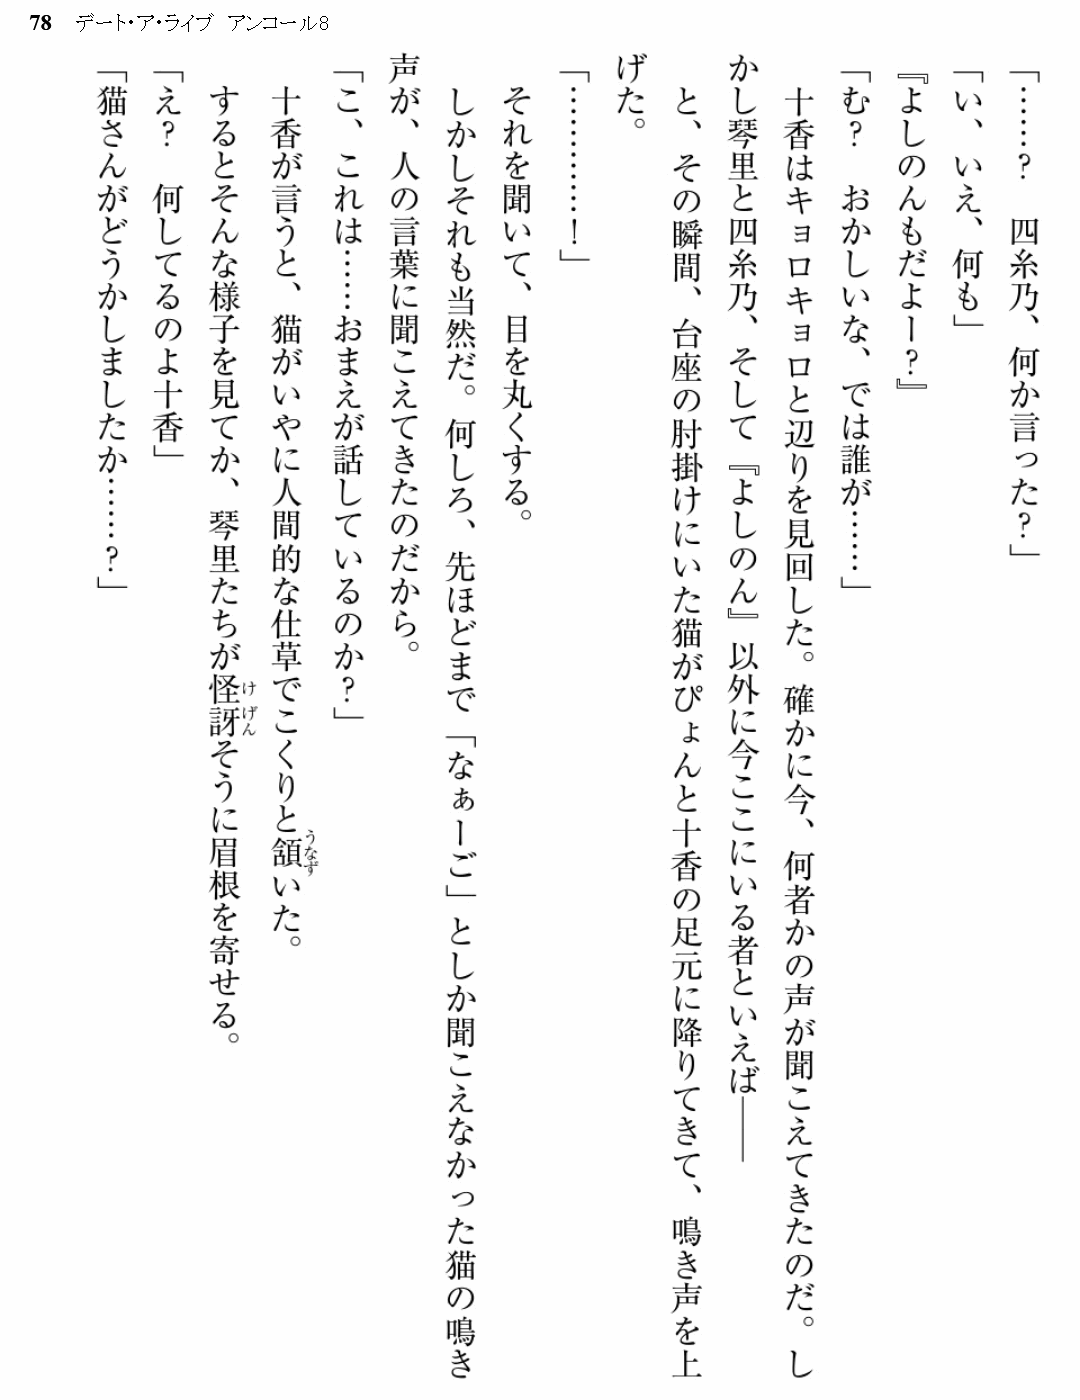 78 デート・ア・ライブ アンコール8
「……？　四糸乃、何か言った？」
「い、いえ、何も」
『よしのんもだよー？』
「む？　おかしいな、では誰が……」
　十香はキョロキョロと辺りを見回した。確かに今、何者かの声が聞こえてきたのだ。し
かし琴里と四糸乃、そして『よしのん』以外に今ここにいる者といえば――
　と、その瞬間、台座の肘掛けにいた猫がぴょんと十香の足元に降りてきて、鳴き声を上
げた。
「…………！」
　それを聞いて、目を丸くする。
　しかしそれも当然だ。何しろ、先ほどまで「なぁーご」としか聞こえなかった猫の鳴き
声が、人の言葉に聞こえてきたのだから。
「こ、これは……おまえが話しているのか？」
　十香が言うと、猫がいやに人間的な仕草でこくりと頷いた。
うなず
　するとそんな様子を見てか、琴里たちが怪訝そうに眉根を寄せる。
けげん
「え？　何してるのよ十香」
「猫さんがどうかしましたか……？」